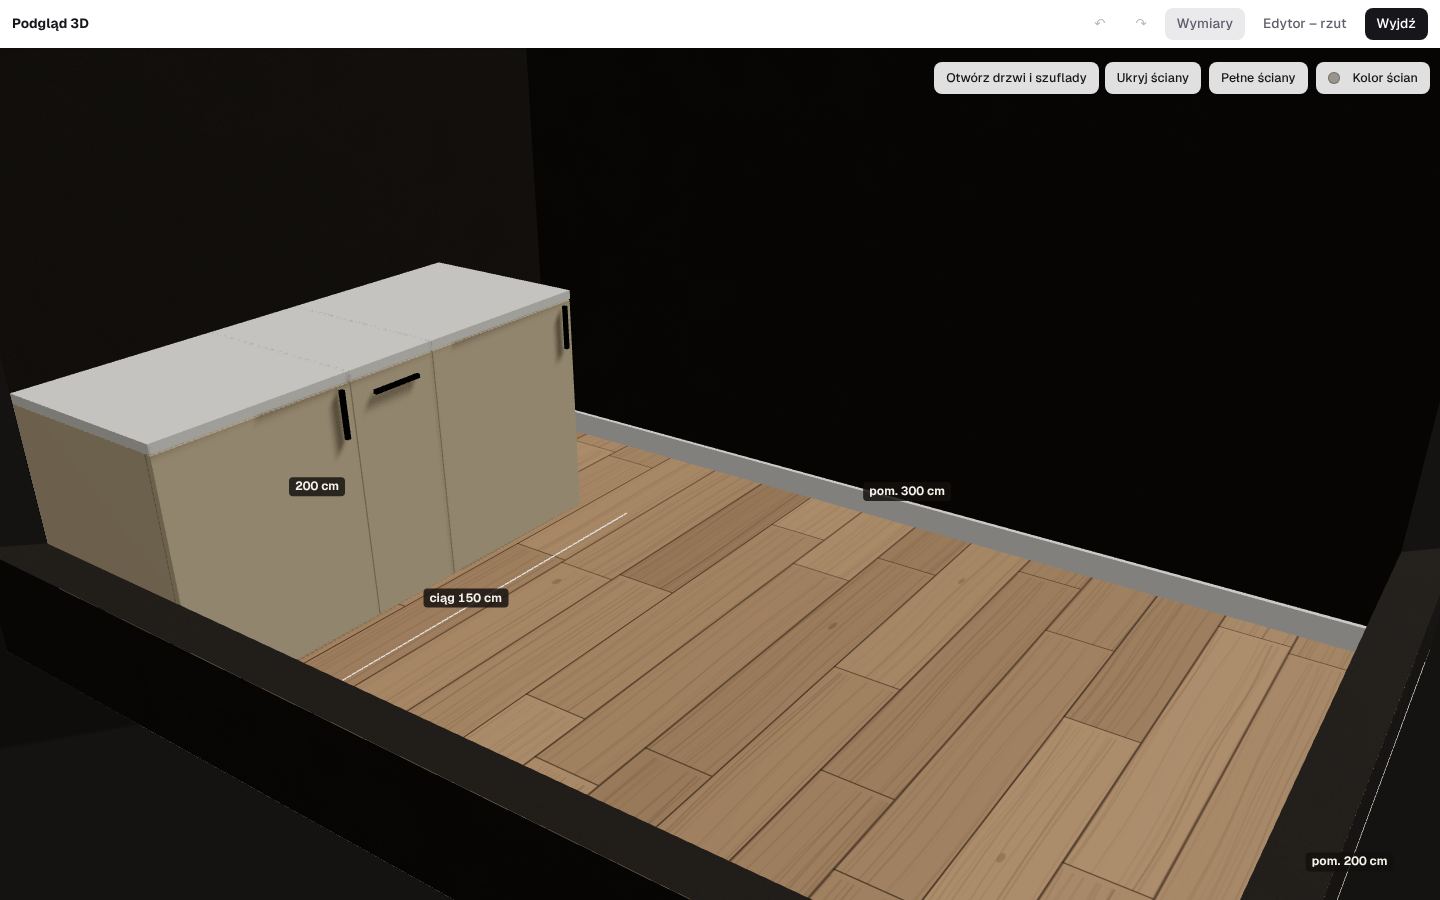 Podgląd 3D
↶ ↷ Wymiary Edytor – rzut Wyjdź
Otwórz drzwi i szuflady Ukryj ściany Pełne ściany Kolor ścian
200 cm
pom. 300 cm
ciąg 150 cm
pom. 200 cm